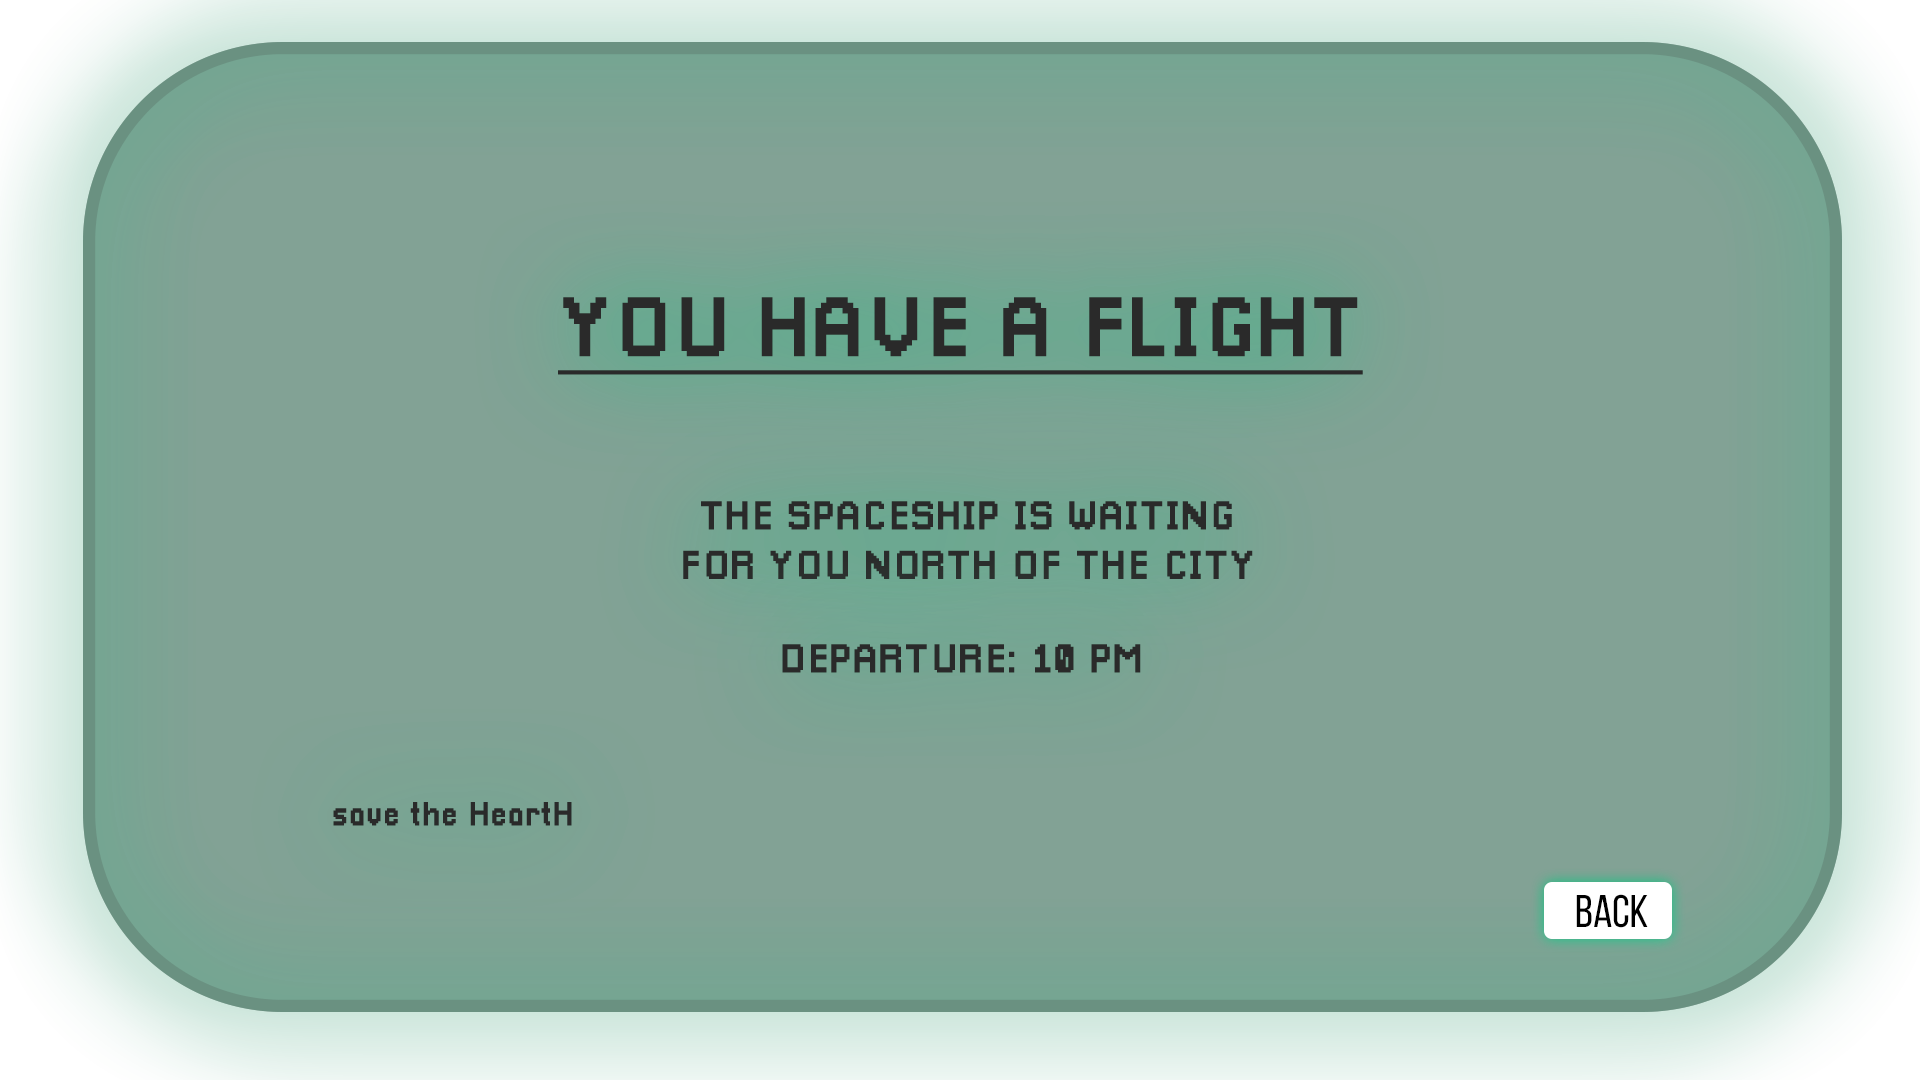 YOU HAVE A FLIGHT
THE SPACESHIP IS WAITING
FOR YOU NORTH OF THE CITY
DEPARTURE: 10 PM
save the HeartH
BACK